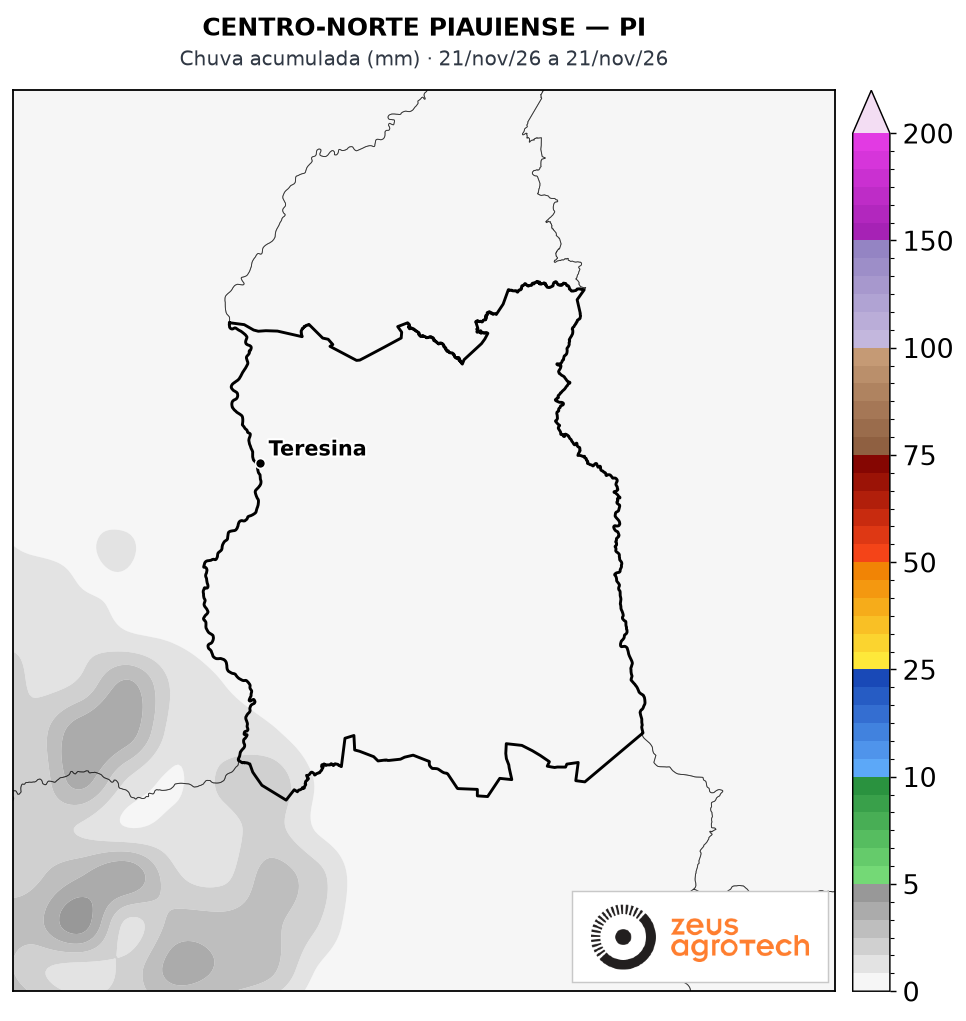 CENTRO-NORTE PIAUIENSE — PI
Chuva acumulada (mm) · 21/nov/26 a 21/nov/26
200
150
100
75
50
25
10
5
0
Teresina
zeus
agrotech